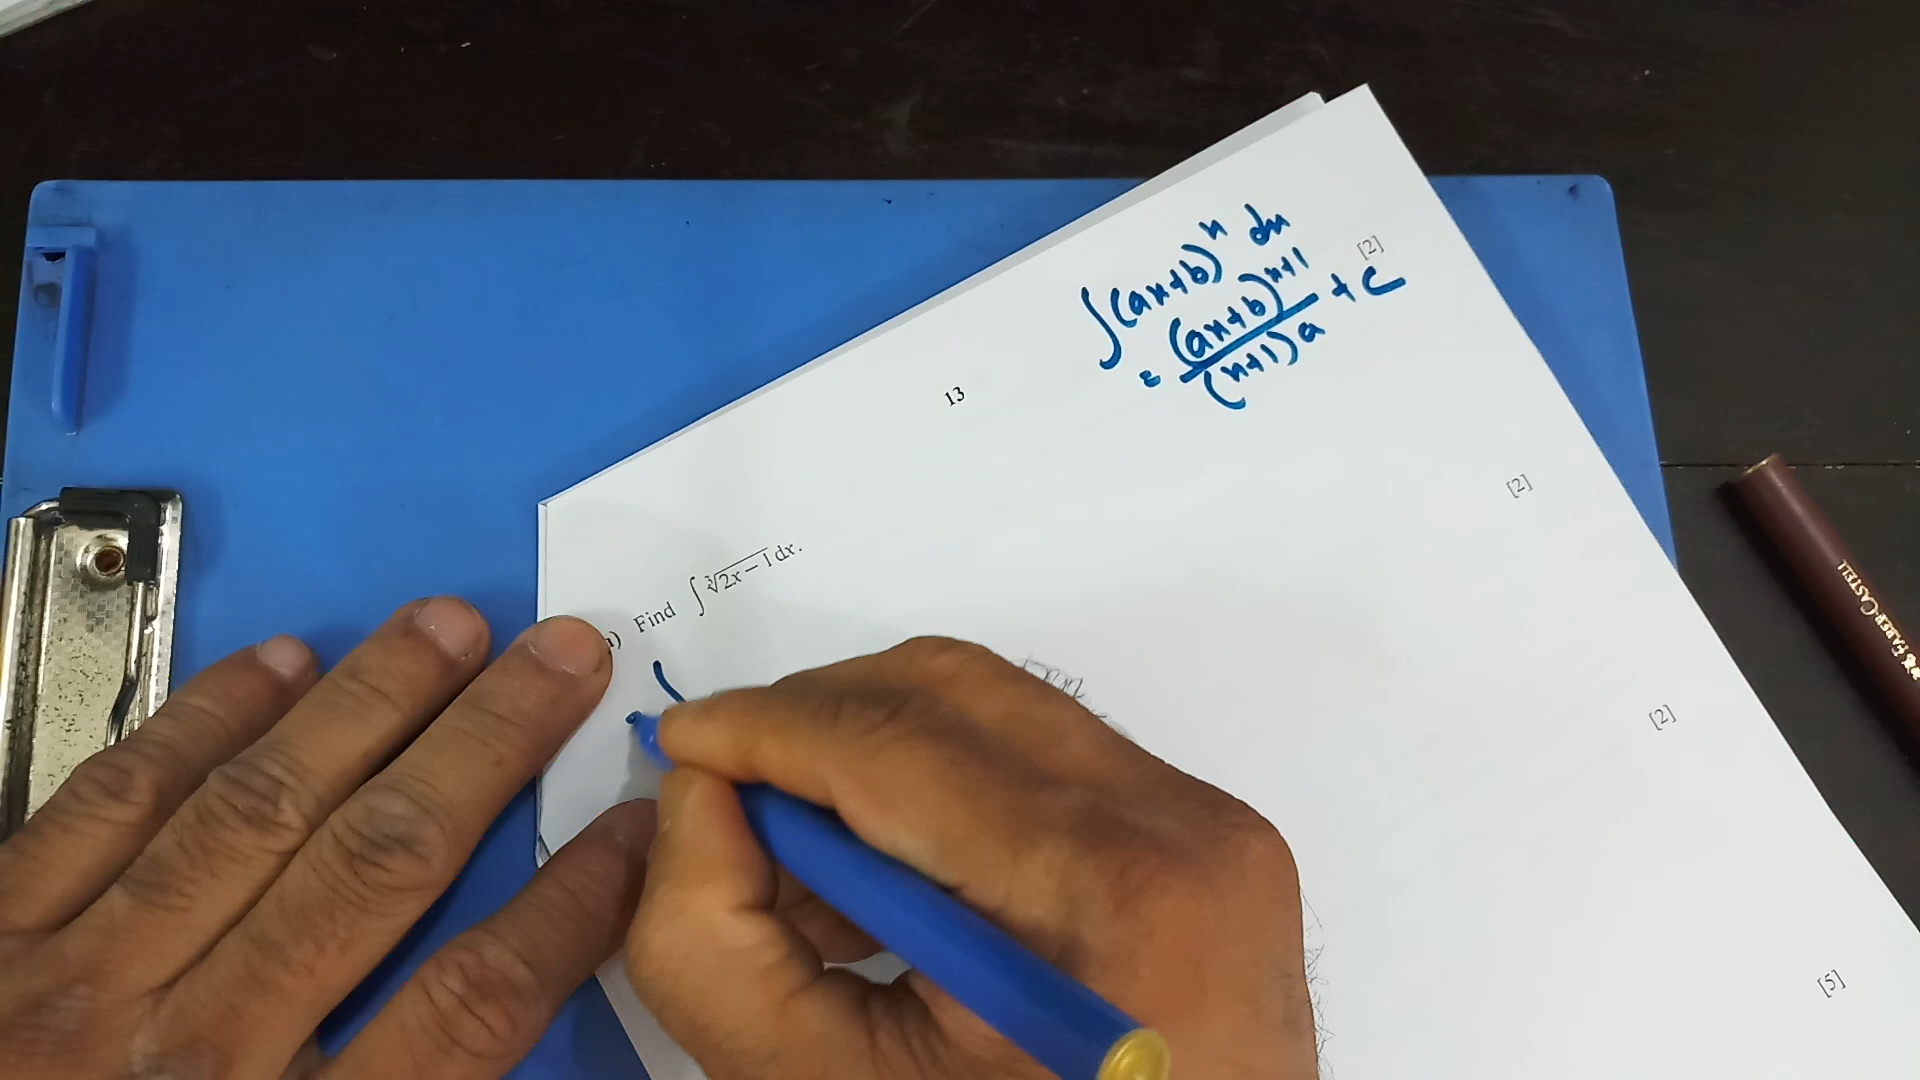 ∫(ax+b)ⁿ dx
[2]
= (ax+b)ⁿ⁺¹ / (n+1)a + c
13
[2]
Find ∫ ∛(2x − 1) dx.
[2]
[5]
FABER-CASTELL